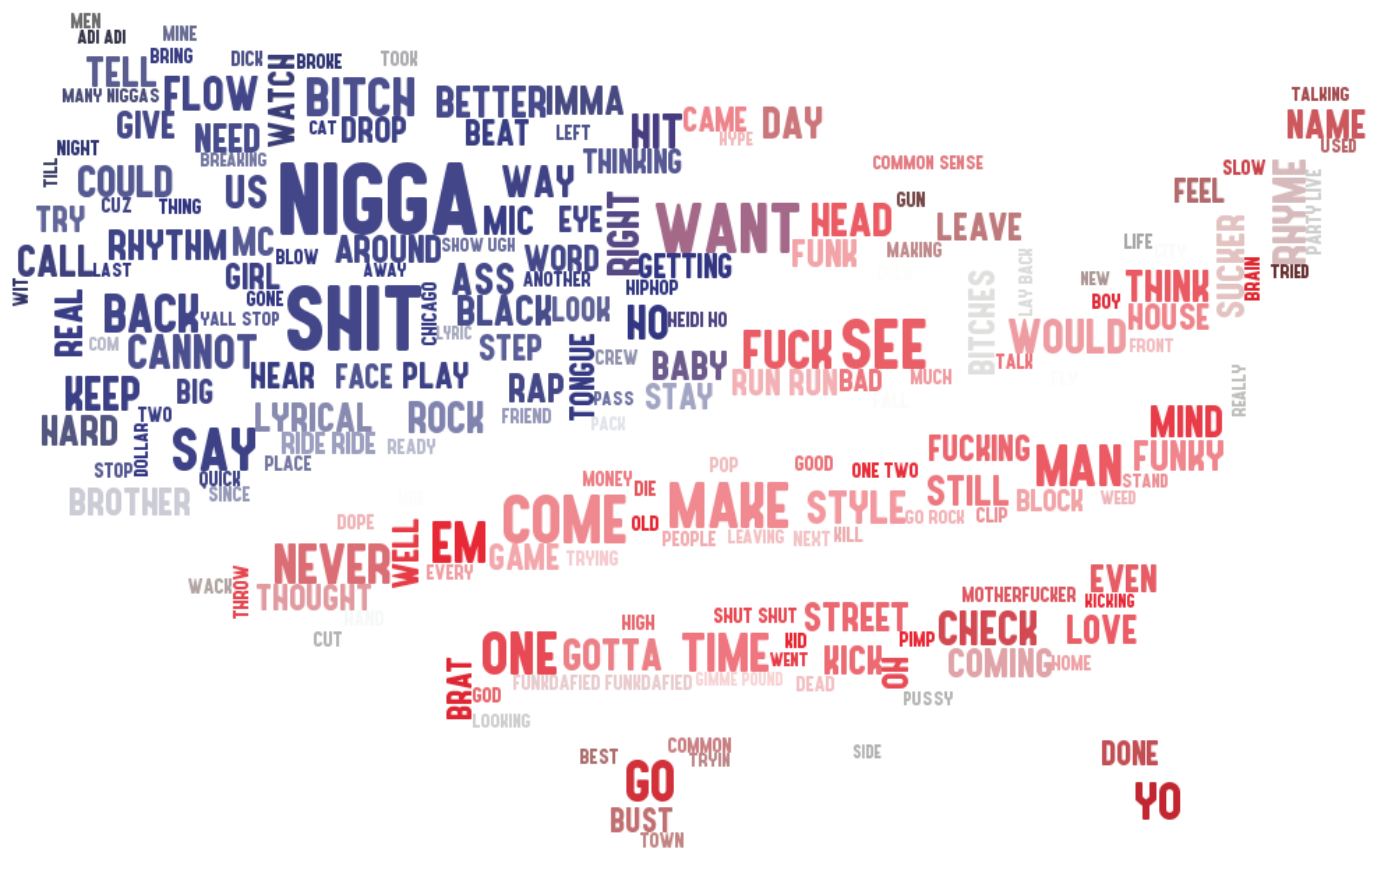 MEN
ADI ADI
MINE
BRING
DICK
WATCH
BROKE
TOOK
TELL
MANY NIGGAS
FLOW
BITCH
BETTER
IMMA
GIVE
NEED
CAT
DROP
BEAT
LEFT
HIT
CAME
HYPE
DAY
TALKING
NAME
USED
NIGHT
BREAKING
THINKING
COMMON SENSE
SLOW
TILL
COULD
US
NIGGA
WAY
FEEL
RHYME
PARTY LIVE
CUZ
THING
TRY
MIC
EYE
RIGHT
WANT
HEAD
GUN
LEAVE
SUCKER
RHYTHM
MC
BLOW
AROUND
SHOW UGH
WORD
FUNK
MAKING
LIFE
CALL
LAST
GIRL
AWAY
ASS
ANOTHER
GETTING
LAY BACK
BITCHES
NEW
THINK
BRAIN
TRIED
WIT
REAL
BACK
GONE
SHIT
CHICAGO
BLACK
LOOK
HIPHOP
BOY
HOUSE
YALL STOP
LYRIC
HO
HEIDI HO
FUCK
SEE
WOULD
FRONT
COM
CANNOT
STEP
TONGUE
CREW
BABY
TALK
KEEP
BIG
HEAR
FACE
PLAY
RAP
PASS
STAY
RUN RUN
BAD
MUCH
REALLY
HARD
TWO
DOLLAR
LYRICAL
ROCK
FRIEND
PACK
MIND
SAY
RIDE RIDE
READY
FUCKING
MAN
FUNKY
STOP
QUICK
PLACE
POP
GOOD
ONE TWO
STAND
BROTHER
SINCE
MONEY
DIE
MAKE
STYLE
STILL
BLOCK
WEED
DOPE
WELL
EM
COME
OLD
GO ROCK
CLIP
PEOPLE
LEAVING
NEXT
KILL
NEVER
GAME
TRYING
EVERY
WACK
THROW
THOUGHT
HAND
EVEN
MOTHERFUCKER
KICKING
CUT
HIGH
SHUT SHUT
STREET
CHECK
LOVE
ONE
GOTTA
TIME
KID
PIMP
WENT
KICK
OH
COMING
HOME
BRAT
GOD
FUNKDAFIED FUNKDAFIED
GIMME POUND
DEAD
PUSSY
LOOKING
BEST
COMMON
TRYIN
SIDE
DONE
GO
YO
BUST
TOWN